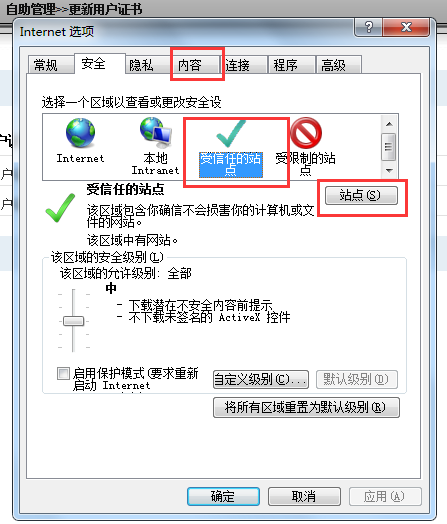 自助管理>>更新用户证书
Internet 选项
常规 安全 隐私 内容 连接 程序 高级
选择一个区域以查看或更改安全设
Internet
本地
Intranet
受信任的站
点
受限制的站
点
受信任的站点
站点(S)
该区域包含你确信不会损害你的计算机或文
件的网站。
该区域中有网站。
该区域的安全级别(L)
该区域的允许级别: 全部
中
- 下载潜在不安全内容前提示
- 不下载未签名的 ActiveX 控件
启用保护模式(要求重新
启动 Internet
自定义级别(C)... 默认级别(D)
将所有区域重置为默认级别(R)
确定 取消 应用(A)
户
户